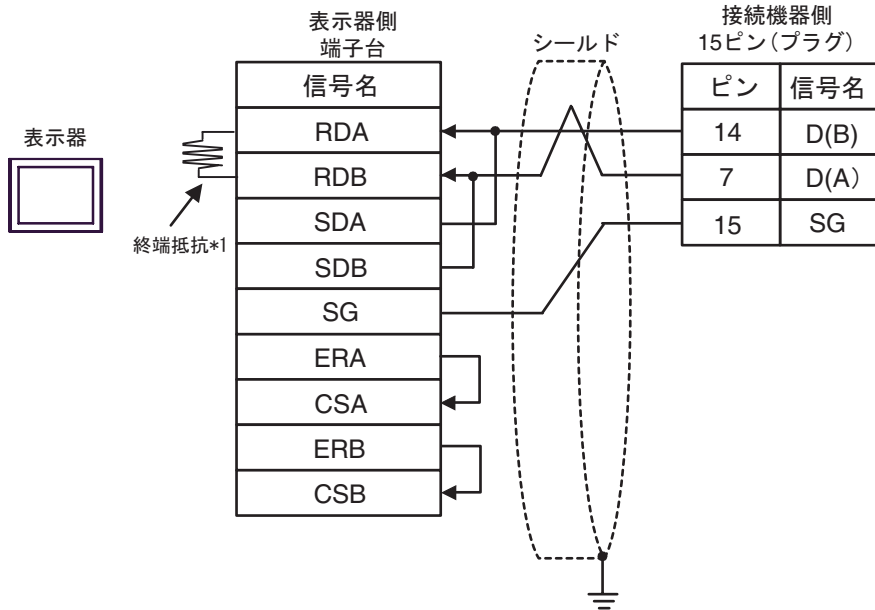 表示器側
端子台
シールド
接続機器側
15ピン（プラグ）
表示器
終端抵抗*1
信号名
RDA
RDB
SDA
SDB
SG
ERA
CSA
ERB
CSB
ピン 信号名
14 D(B)
7 D(A）
15 SG